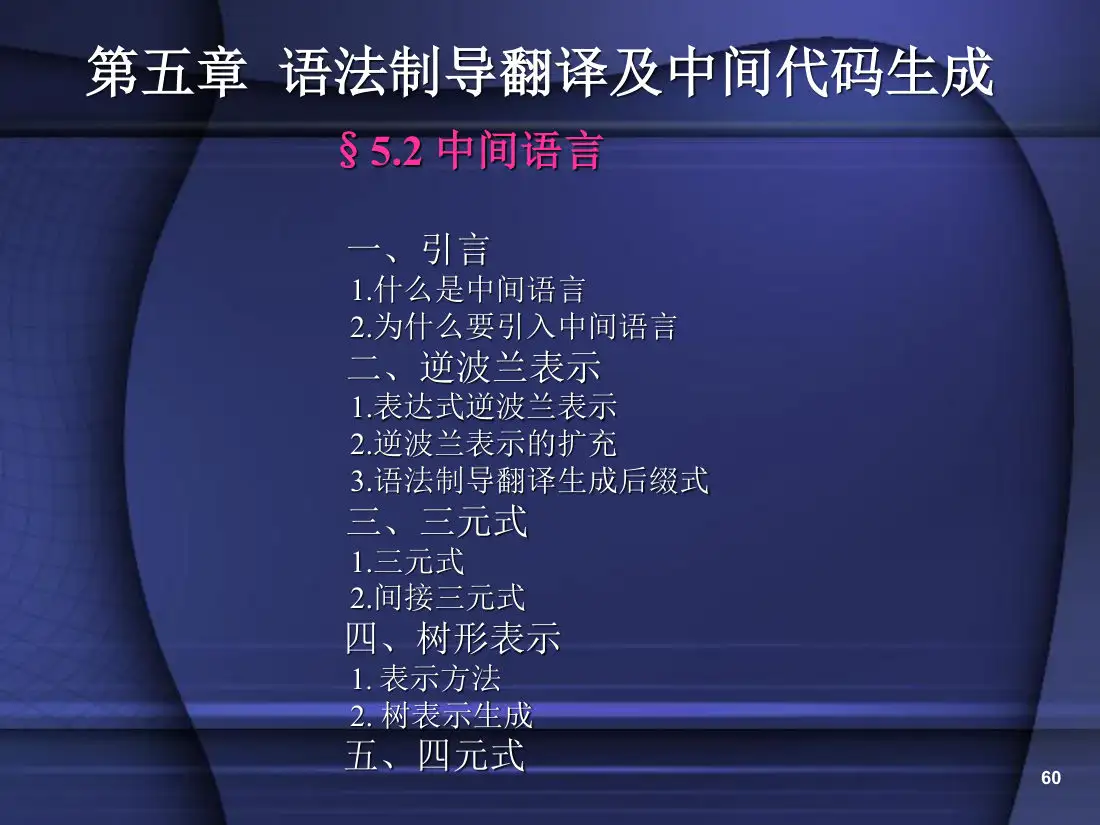 第五章 语法制导翻译及中间代码生成
§5.2 中间语言
一、引言
1.什么是中间语言
2.为什么要引入中间语言
二、逆波兰表示
1.表达式逆波兰表示
2.逆波兰表示的扩充
3.语法制导翻译生成后缀式
三、三元式
1.三元式
2.间接三元式
四、树形表示
1. 表示方法
2. 树表示生成
五、四元式
60